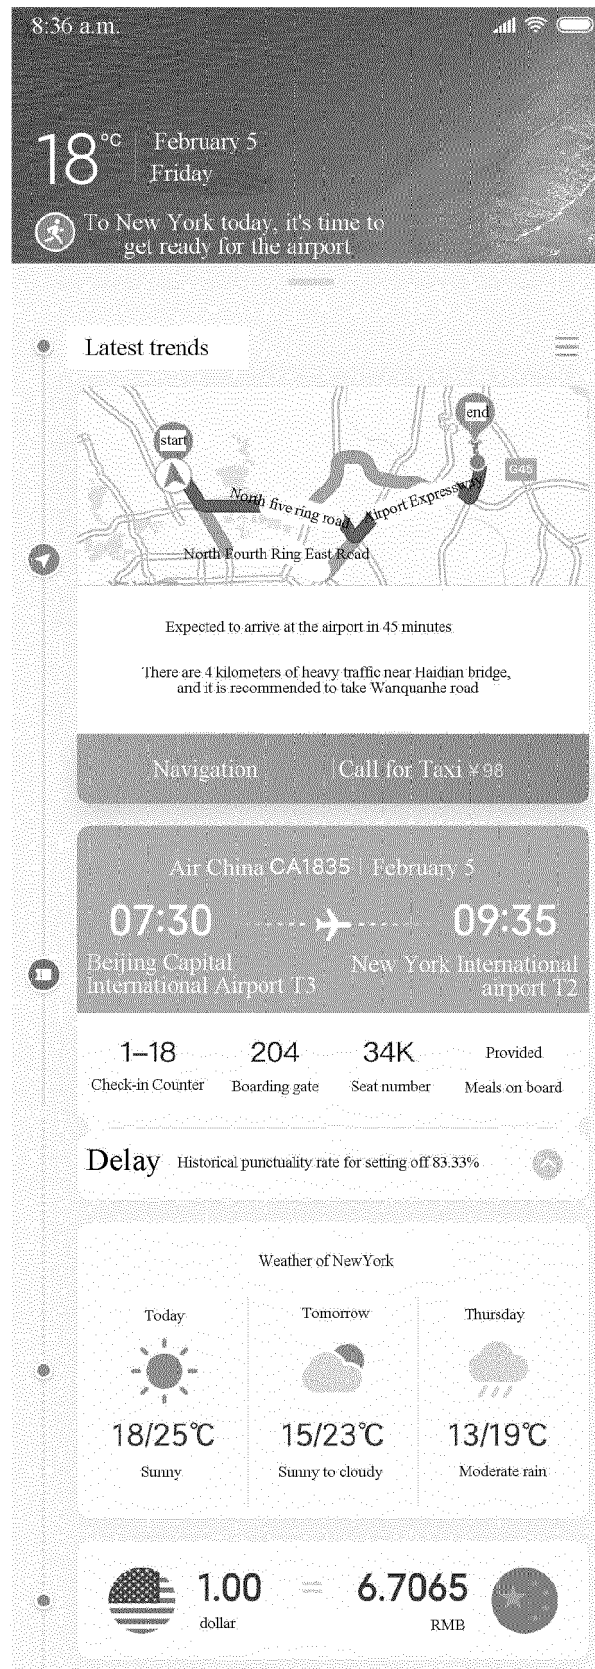 8:36 a.m.
18°C
February 5
Friday
To New York today, it's time to
get ready for the airport
Latest trends
start
end
G45
North five ring road
Airport Expressway
North Fourth Ring East Road
Expected to arrive at the airport in 45 minutes
There are 4 kilometers of heavy traffic near Haidian bridge,
and it is recommended to take Wanquanhe road
Navigation | Call for Taxi ¥98
Air China CA1835 | February 5
07:30 09:35
Beijing Capital
International Airport T3
New York International
airport T2
1–18 204 34K Provided
Check-in Counter Boarding gate Seat number Meals on board
Delay Historical punctuality rate for setting off 83.33%
Weather of NewYork
Today Tomorrow Thursday
18/25°C 15/23°C 13/19°C
Sunny Sunny to cloudy Moderate rain
1.00 = 6.7065
dollar RMB